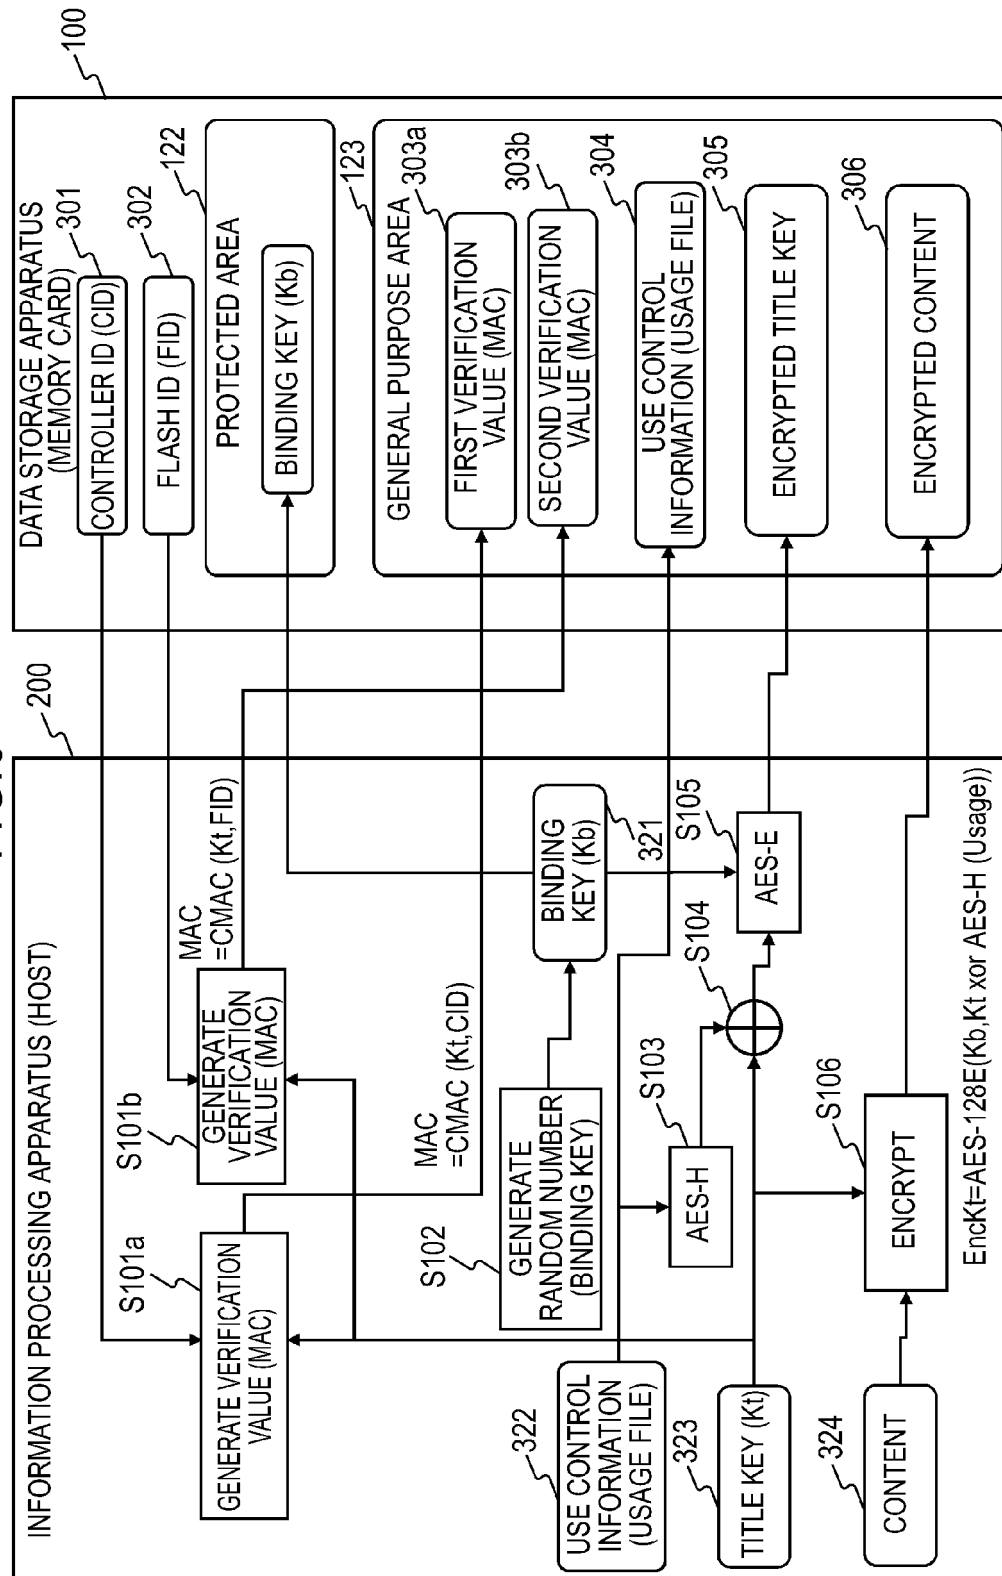 INFORMATION PROCESSING APPARATUS (HOST)
200
DATA STORAGE APPARATUS
(MEMORY CARD)
100
S101a
GENERATE VERIFICATION
VALUE (MAC)
S101b
GENERATE
VERIFICATION
VALUE (MAC)
MAC
=CMAC (Kt,FID)
MAC
=CMAC (Kt,CID)
S102
GENERATE
RANDOM NUMBER
(BINDING KEY)
BINDING
KEY (Kb)
321
322
USE CONTROL
INFORMATION
(USAGE FILE)
S103
AES-H
S104
S105
AES-E
323
TITLE KEY (Kt)
324
CONTENT
S106
ENCRYPT
EncKt=AES-128E(Kb,Kt xor AES-H (Usage))
301
CONTROLLER ID (CID)
302
FLASH ID (FID)
122
PROTECTED AREA
BINDING KEY (Kb)
123
GENERAL PURPOSE AREA
303a
FIRST VERIFICATION
VALUE (MAC)
303b
SECOND VERIFICATION
VALUE (MAC)
304
USE CONTROL
INFORMATION (USAGE FILE)
305
ENCRYPTED TITLE KEY
306
ENCRYPTED CONTENT